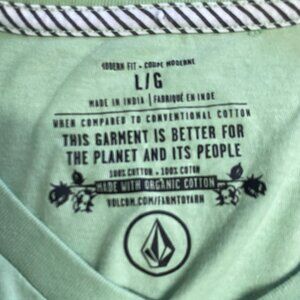 MODERN FIT • COUPE MODERNE
L/G
MADE IN INDIA | FABRIQUÉ EN INDE
WHEN COMPARED TO CONVENTIONAL COTTON
THIS GARMENT IS BETTER FOR
THE PLANET AND ITS PEOPLE
100% COTTON • 100% COTON
MADE WITH ORGANIC COTTON
VOLCOM.COM/FARMTOYARN